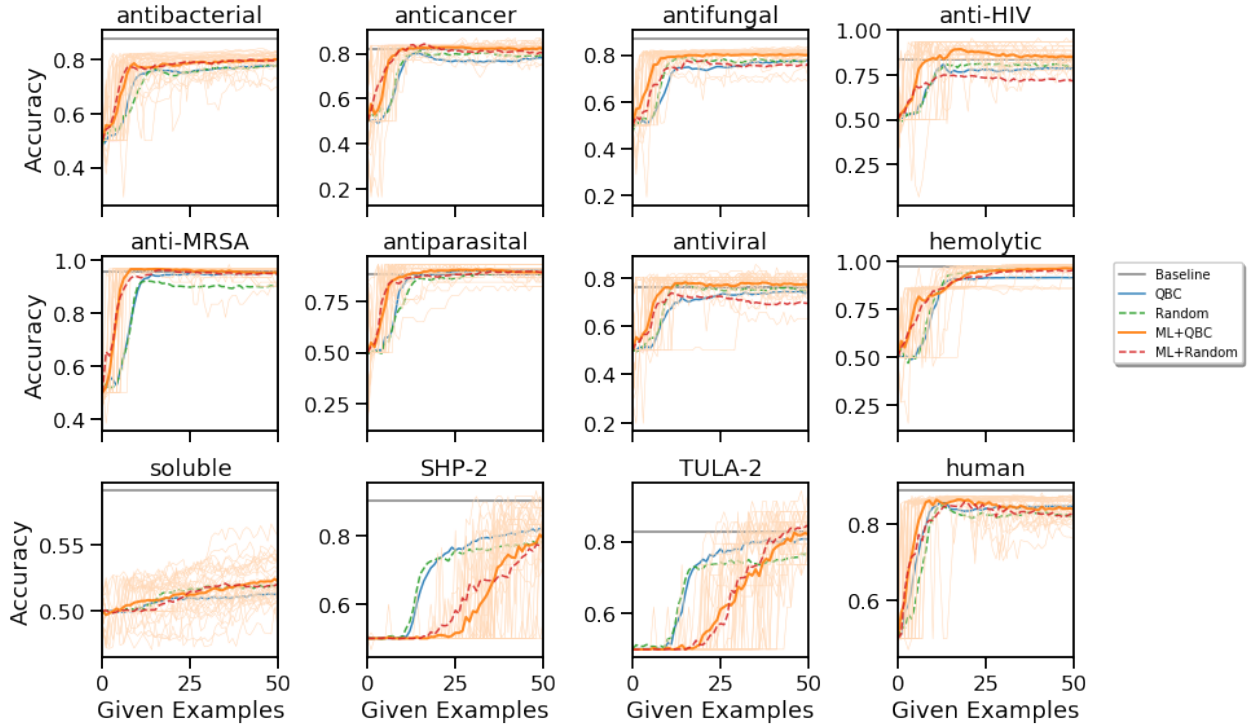 antibacterial
anticancer
antifungal
anti-HIV
Accuracy
0.8
0.6
0.4
0.8
0.6
0.4
0.2
0.8
0.6
0.4
0.2
1.00
0.75
0.50
0.25
anti-MRSA
antiparasital
antiviral
hemolytic
Accuracy
1.0
0.8
0.6
0.4
0.75
0.50
0.25
0.8
0.6
0.4
0.2
1.00
0.75
0.50
0.25
Baseline
QBC
Random
ML+QBC
ML+Random
soluble
SHP-2
TULA-2
human
Accuracy
0.55
0.50
0.8
0.6
0.8
0.6
0.8
0.6
0 25 50
0 25 50
0 25 50
0 25 50
Given Examples
Given Examples
Given Examples
Given Examples